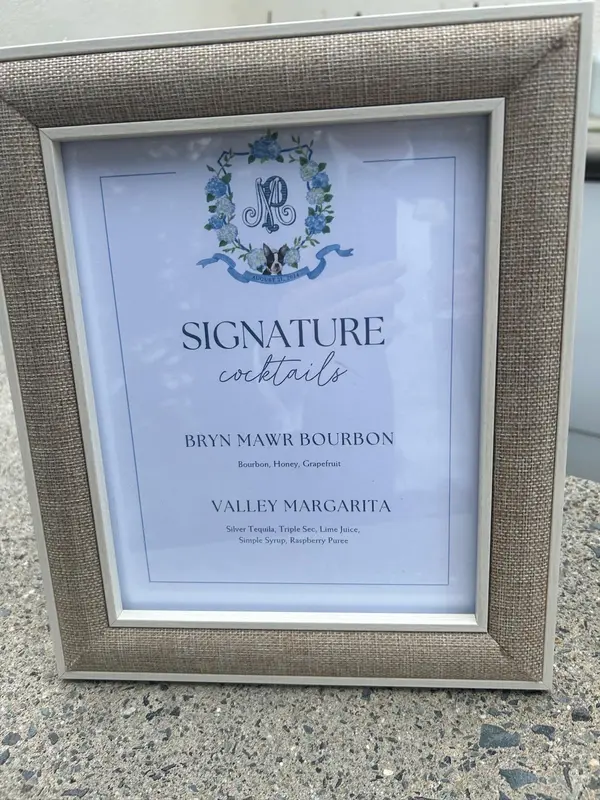 SIGNATURE
cocktails
BRYN MAWR BOURBON
Bourbon, Honey, Grapefruit
VALLEY MARGARITA
Silver Tequila, Triple Sec, Lime Juice,
Simple Syrup, Raspberry Puree